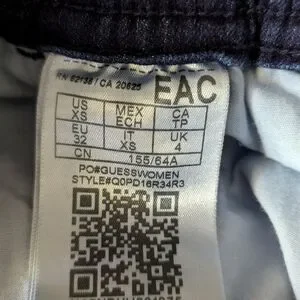 RN 62136 / CA 20625
EAC
US MEX CA
XS ECH TP
EU IT UK
32 XS 4
CN 155/64A
PO#GUESSWOMEN
STYLE#Q0PD16R34R3